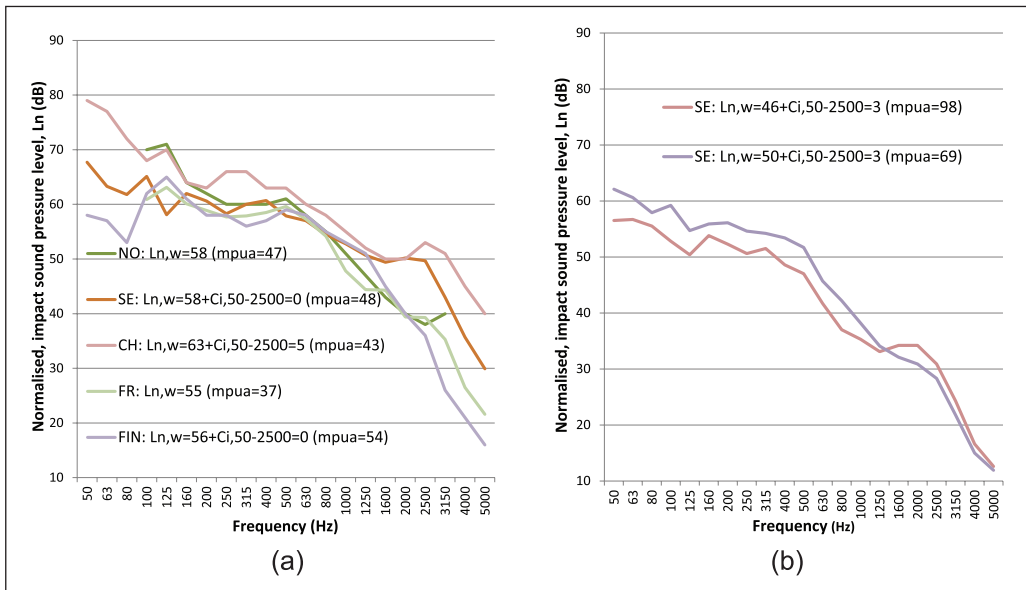 90
80
70
60
50
40
30
20
10
Normalised, impact sound pressure level, Ln (dB)
NO: Ln,w=58 (mpua=47)
SE: Ln,w=58+Ci,50-2500=0 (mpua=48)
CH: Ln,w=63+Ci,50-2500=5 (mpua=43)
FR: Ln,w=55 (mpua=37)
FIN: Ln,w=56+Ci,50-2500=0 (mpua=54)
50 63 80 100 125 160 200 250 315 400 500 630 800 1000 1250 1600 2000 2500 3150 4000 5000
Frequency (Hz)
(a)
90
80
70
60
50
40
30
20
10
Normalised, impact sound pressure level, Ln (dB)
SE: Ln,w=46+Ci,50-2500=3 (mpua=98)
SE: Ln,w=50+Ci,50-2500=3 (mpua=69)
50 63 80 100 125 160 200 250 315 400 500 630 800 1000 1250 1600 2000 2500 3150 4000 5000
Frequency (Hz)
(b)